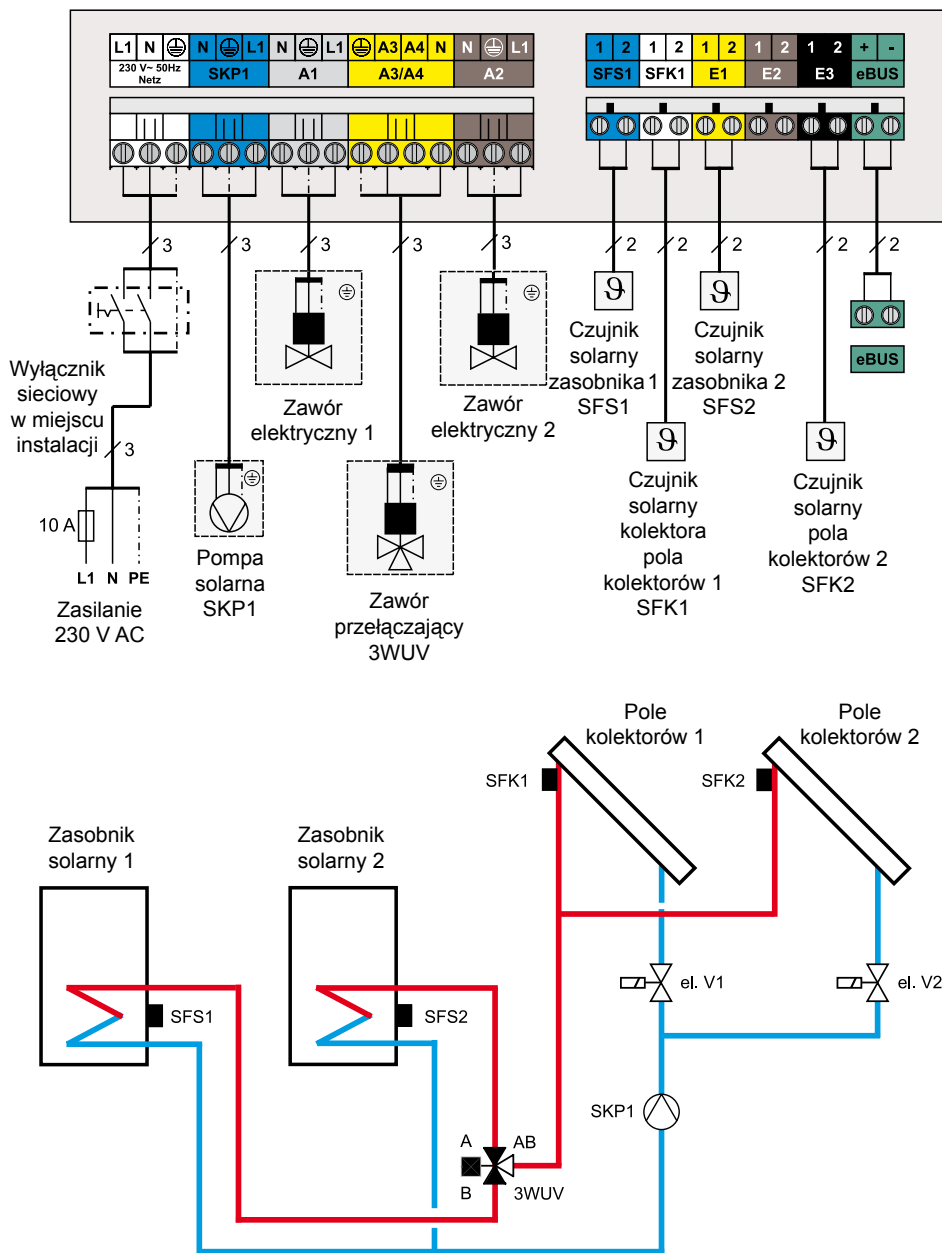 L1 N N L1 N L1 A3 A4 N N L1
230 V~ 50Hz
Netz
SKP1 A1 A3/A4 A2
1 2 1 2 1 2 1 2 1 2 + -
SFS1 SFK1 E1 E2 E3 eBUS
3 3 3 3 3 2 2 2 2
Wyłącznik
sieciowy
w miejscu
instalacji
3
10 A
L1 N PE
Zasilanie
230 V AC
Pompa
solarna
SKP1
Zawór
elektryczny 1
Zawór
przełączający
3WUV
Zawór
elektryczny 2
ϑ
Czujnik
solarny
zasobnika 1
SFS1
ϑ
Czujnik
solarny
kolektora
pola
kolektorów 1
SFK1
ϑ
Czujnik
solarny
zasobnika 2
SFS2
ϑ
Czujnik
solarny
pola
kolektorów 2
SFK2
eBUS
Pole
kolektorów 1
Pole
kolektorów 2
SFK1
SFK2
Zasobnik
solarny 1
Zasobnik
solarny 2
SFS1
SFS2
el. V1
el. V2
SKP1
A AB
B 3WUV